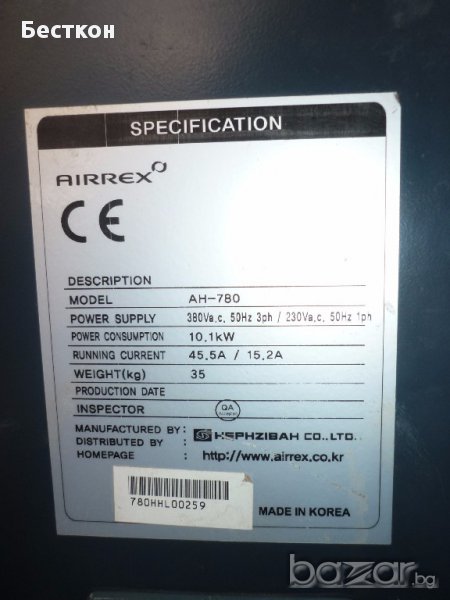 Бесткон
SPECIFICATION
AIRREX
CE
DESCRIPTION
MODEL AH-780
POWER SUPPLY 380Va.c, 50Hz 3ph / 230Va.c, 50Hz 1ph
POWER CONSUMPTION 10.1kW
RUNNING CURRENT 45.5A / 15.2A
WEIGHT(kg) 35
PRODUCTION DATE
INSPECTOR QA
MANUFACTURED BY : HEPHZIBAH CO.,LTD.
DISTRIBUTED BY :
HOMEPAGE : http://www.airrex.co.kr
780HHL00259
MADE IN KOREA
bazar.bg